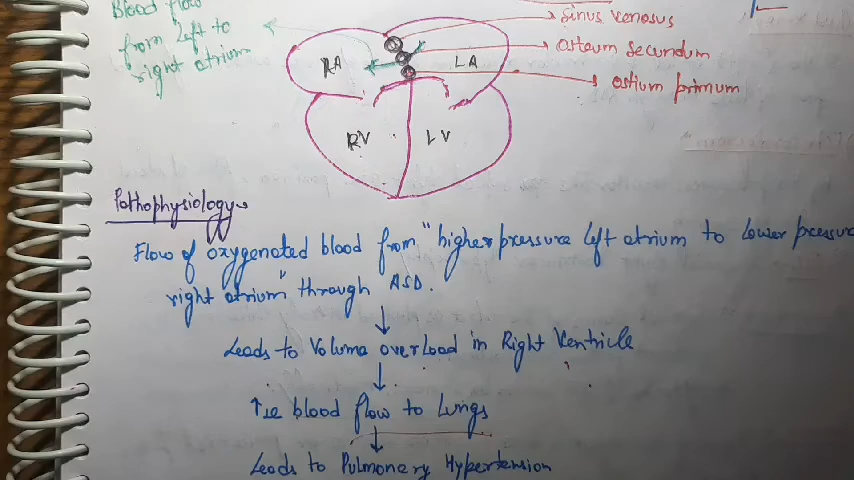 Blood flow
from left to
right atrium
Sinus venosus
Osteum secundum
ostium primum
RA
LA
RV
LV
Pathophysiology
Flow of oxygenated blood from "higher pressure left atrium to lower pressure
right atrium" through ASD.
↓
Leads to Voluma overload in Right Ventricle
↓
↑se blood flow to Lungs
↓
Leads to Pulmonary Hypertension